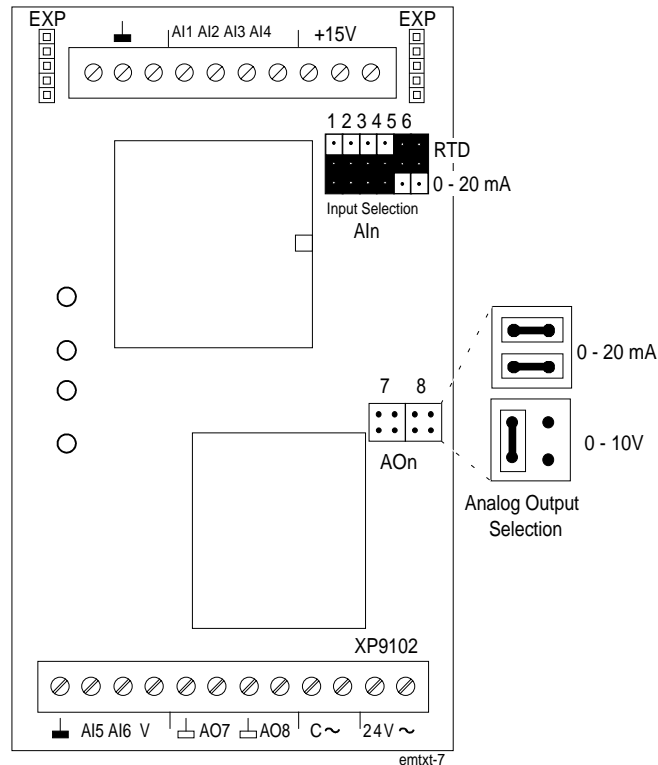 EXP EXP
AI1 AI2 AI3 AI4 +15V
1 2 3 4 5 6
RTD
0 - 20 mA
Input Selection
AIn
0 - 20 mA
7 8
0 - 10V
AOn
Analog Output
Selection
XP9102
AI5 AI6 V AO7 AO8 C~ 24V ~
emtxt-7